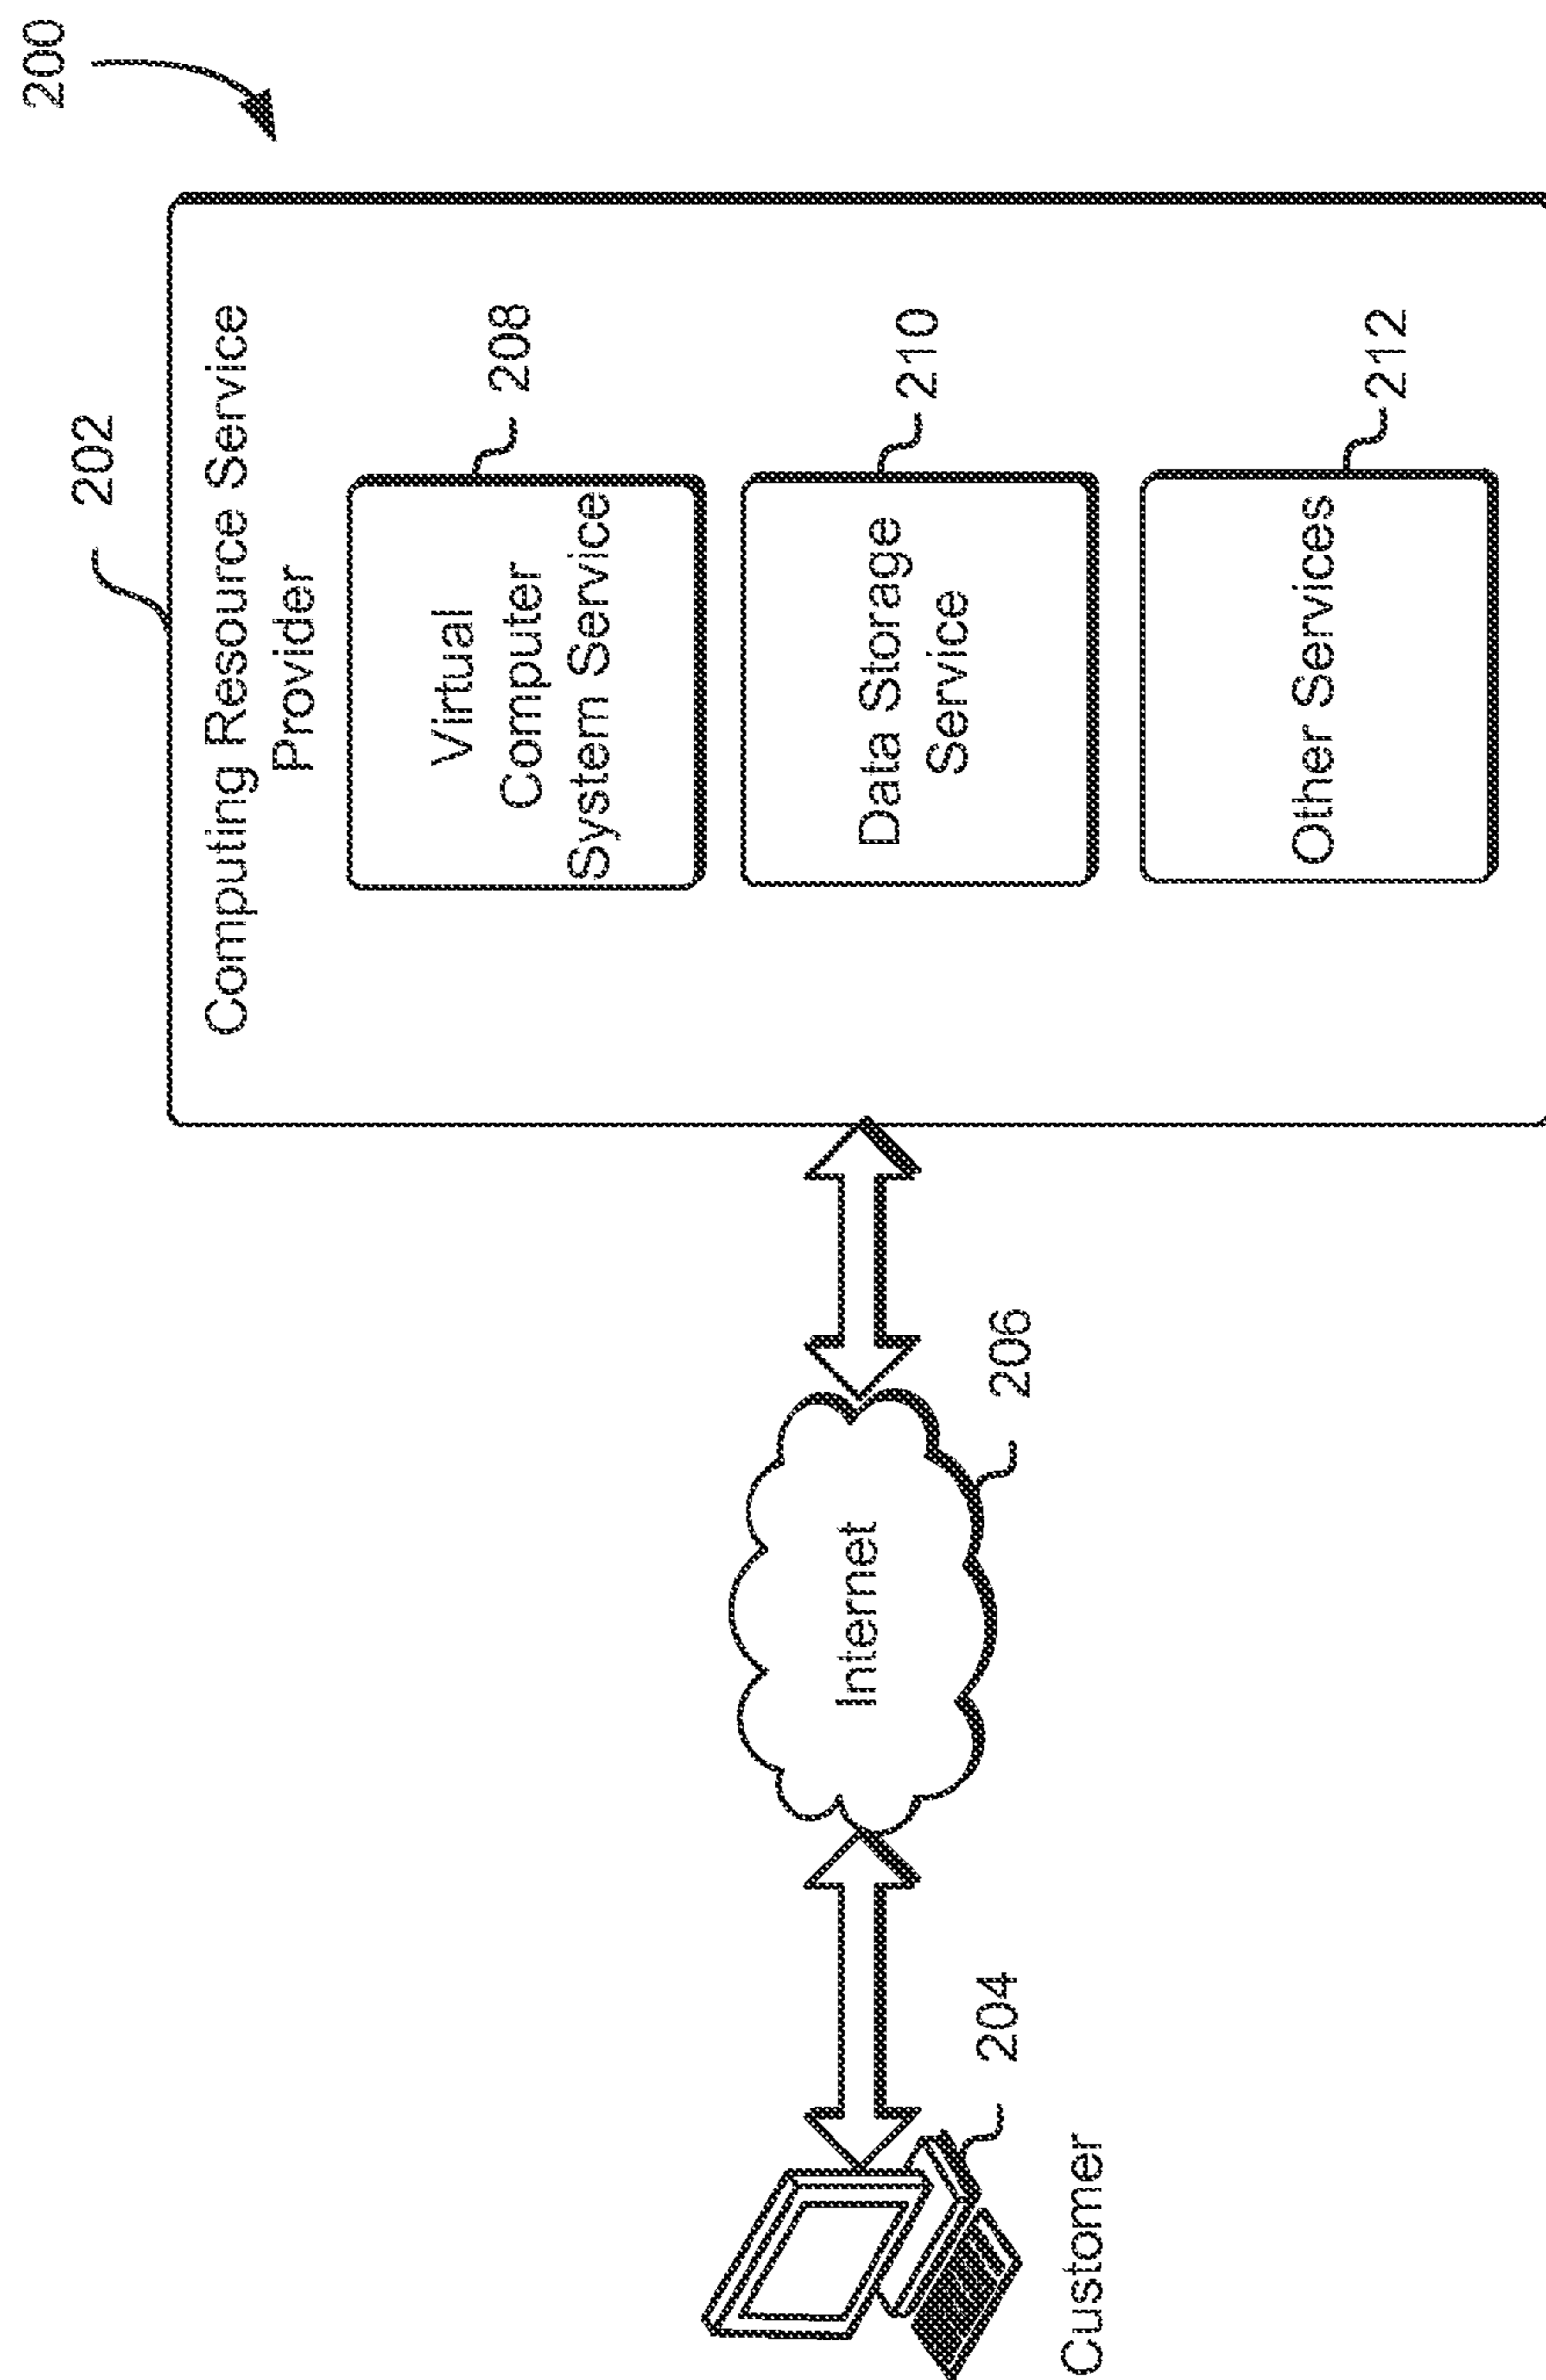 200
202
Computing Resource Service
Provider
Virtual
Computer
System Service
208
Data Storage
Service
210
Other Services
212
Internet
206
204
Customer